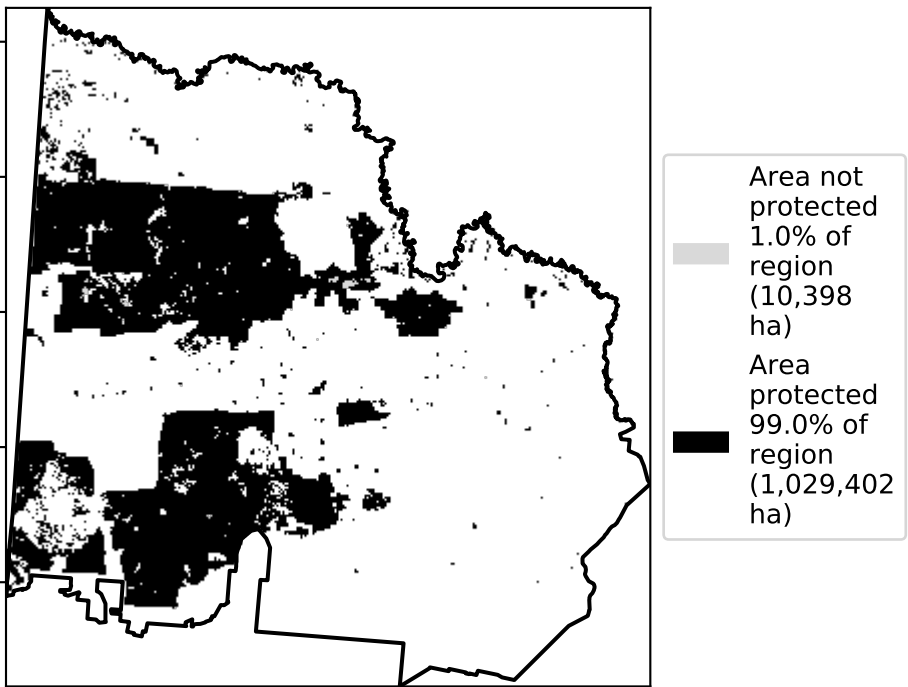 Area not
protected
1.0% of
region
(10,398
ha)
Area
protected
99.0% of
region
(1,029,402
ha)